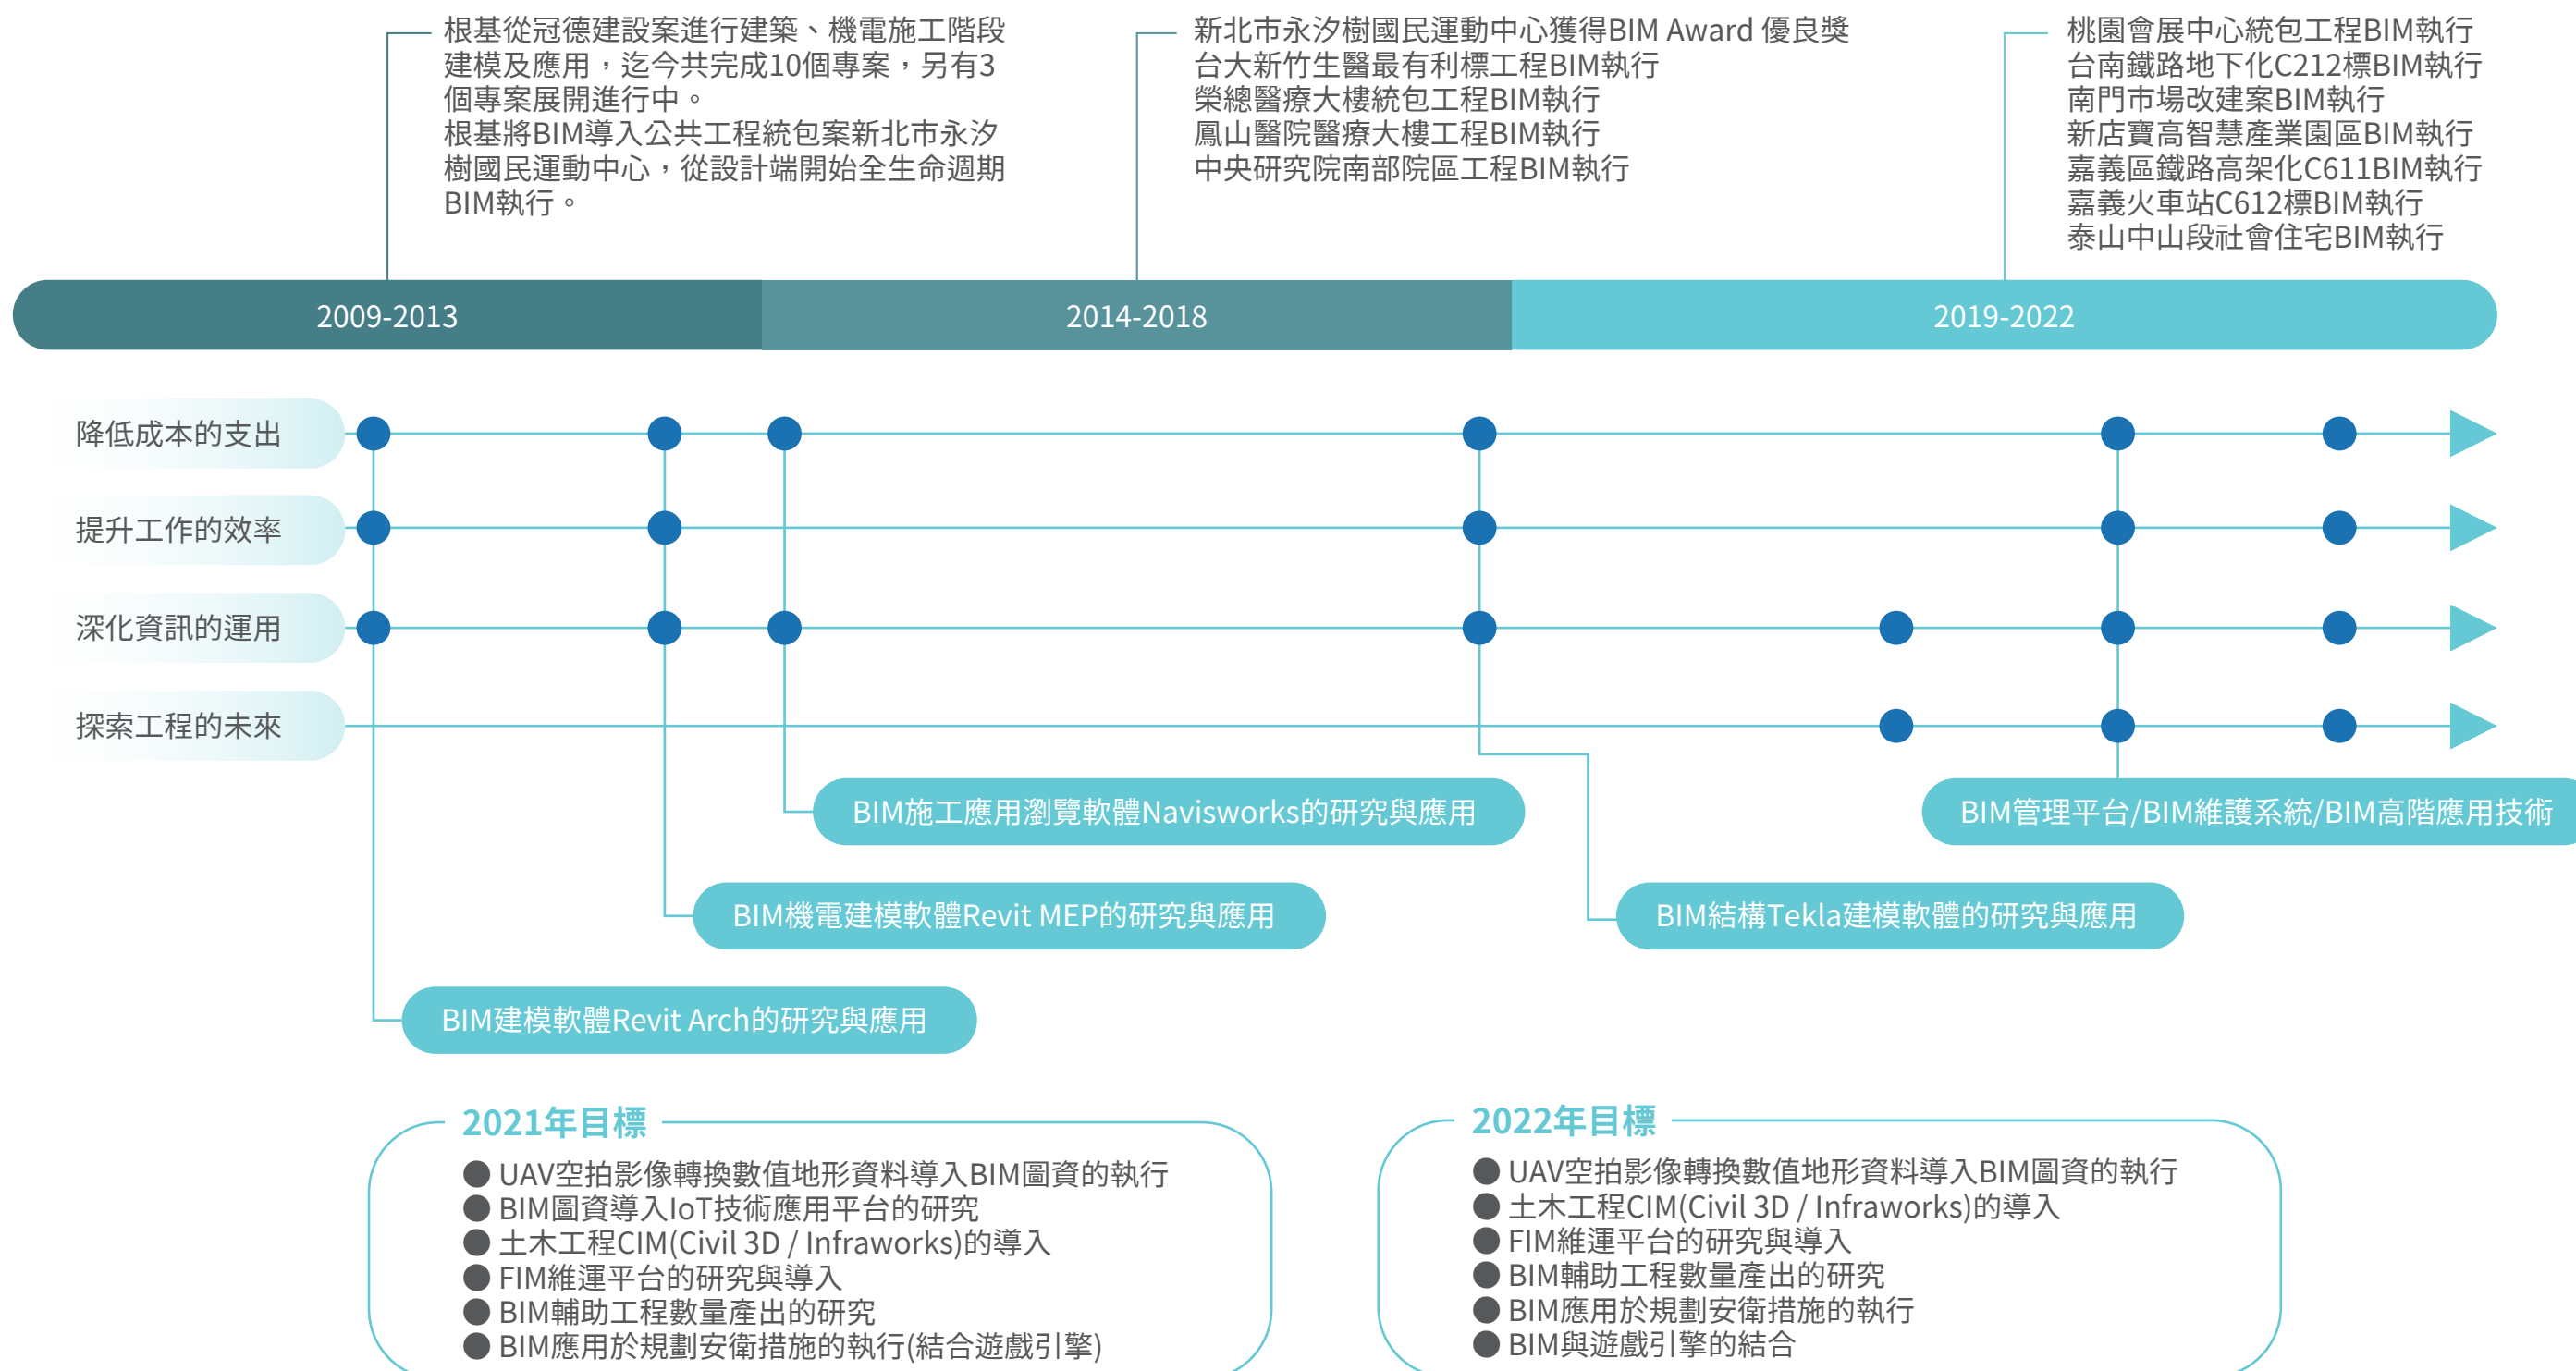 根基從冠德建設案進行建築、機電施工階段
建模及應用，迄今共完成10個專案，另有3
個專案展開進行中。
根基將BIM導入公共工程統包案新北市永汐
樹國民運動中心，從設計端開始全生命週期
BIM執行。
新北市永汐樹國民運動中心獲得BIM Award 優良獎
台大新竹生醫最有利標工程BIM執行
榮總醫療大樓統包工程BIM執行
鳳山醫院醫療大樓工程BIM執行
中央研究院南部院區工程BIM執行
桃園會展中心統包工程BIM執行
台南鐵路地下化C212標BIM執行
南門市場改建案BIM執行
新店寶高智慧產業園區BIM執行
嘉義區鐵路高架化C611BIM執行
嘉義火車站C612標BIM執行
泰山中山段社會住宅BIM執行
2009-2013
2014-2018
2019-2022
降低成本的支出
提升工作的效率
深化資訊的運用
探索工程的未來
BIM施工應用瀏覽軟體Navisworks的研究與應用
BIM管理平台/BIM維護系統/BIM高階應用技術
BIM機電建模軟體Revit MEP的研究與應用
BIM結構Tekla建模軟體的研究與應用
BIM建模軟體Revit Arch的研究與應用
2021年目標
● UAV空拍影像轉換數值地形資料導入BIM圖資的執行
● BIM圖資導入IoT技術應用平台的研究
● 土木工程CIM(Civil 3D / Infraworks)的導入
● FIM維運平台的研究與導入
● BIM輔助工程數量產出的研究
● BIM應用於規劃安衛措施的執行(結合遊戲引擎)
2022年目標
● UAV空拍影像轉換數值地形資料導入BIM圖資的執行
● 土木工程CIM(Civil 3D / Infraworks)的導入
● FIM維運平台的研究與導入
● BIM輔助工程數量產出的研究
● BIM應用於規劃安衛措施的執行
● BIM與遊戲引擎的結合